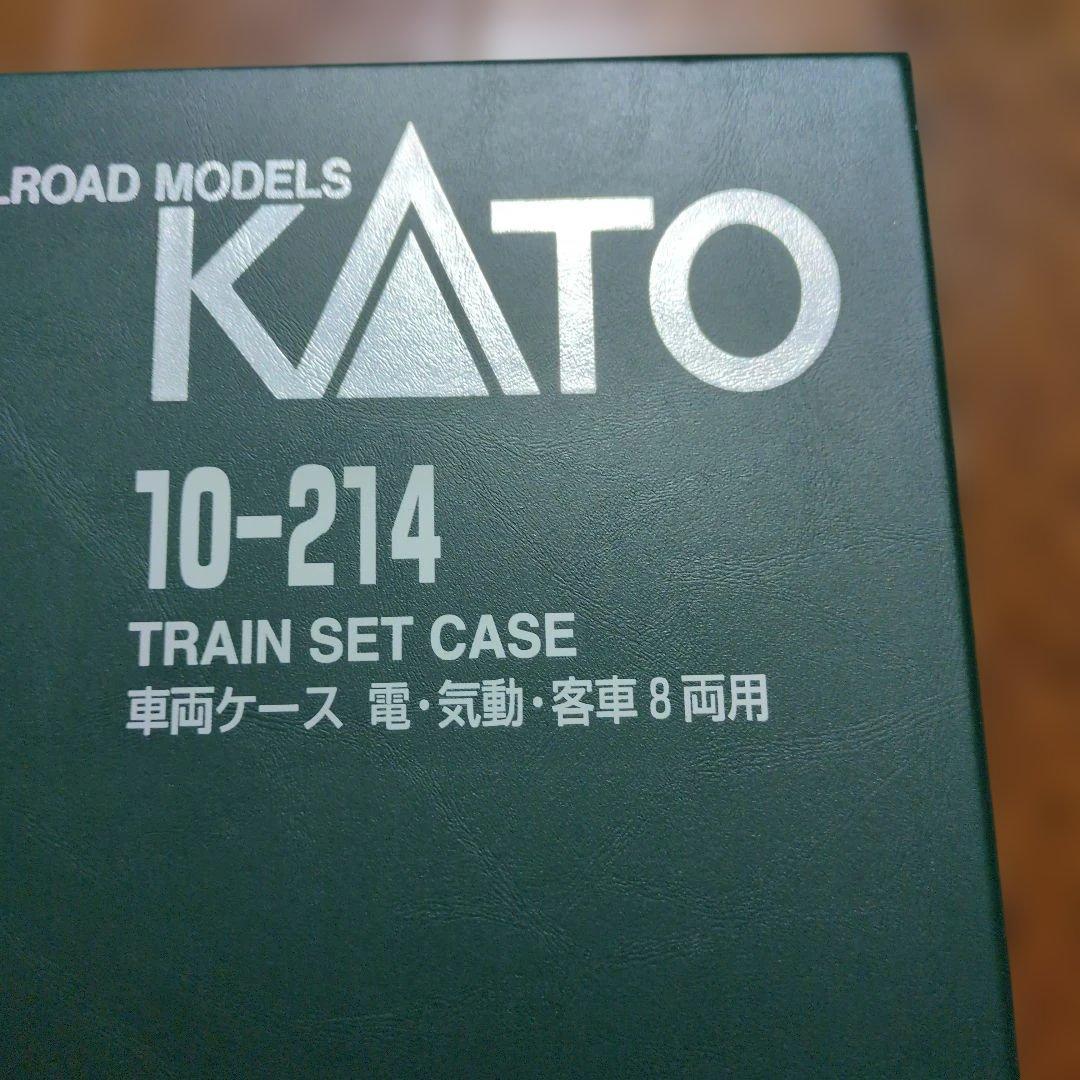 LROAD MODELS
KATO
10-214
TRAIN SET CASE
車両ケース 電・気動・客車8両用